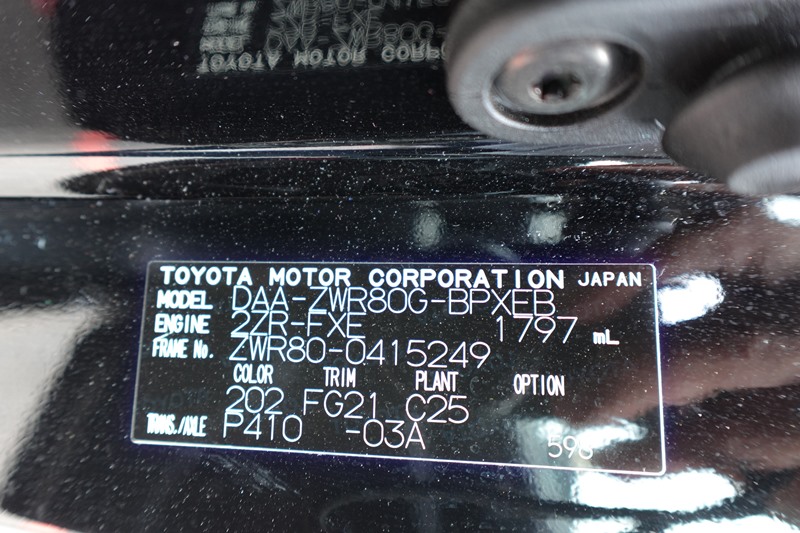 TOYOTA MOTOR CORPORATION JAPAN
MODEL DAA-ZWR80G-BPXEB
ENGINE 2ZR-FXE 1797 mL
FRAME No. ZWR80-0415249
COLOR TRIM PLANT OPTION
202 FG21 C25
TRANS./AXLE P410 -03A